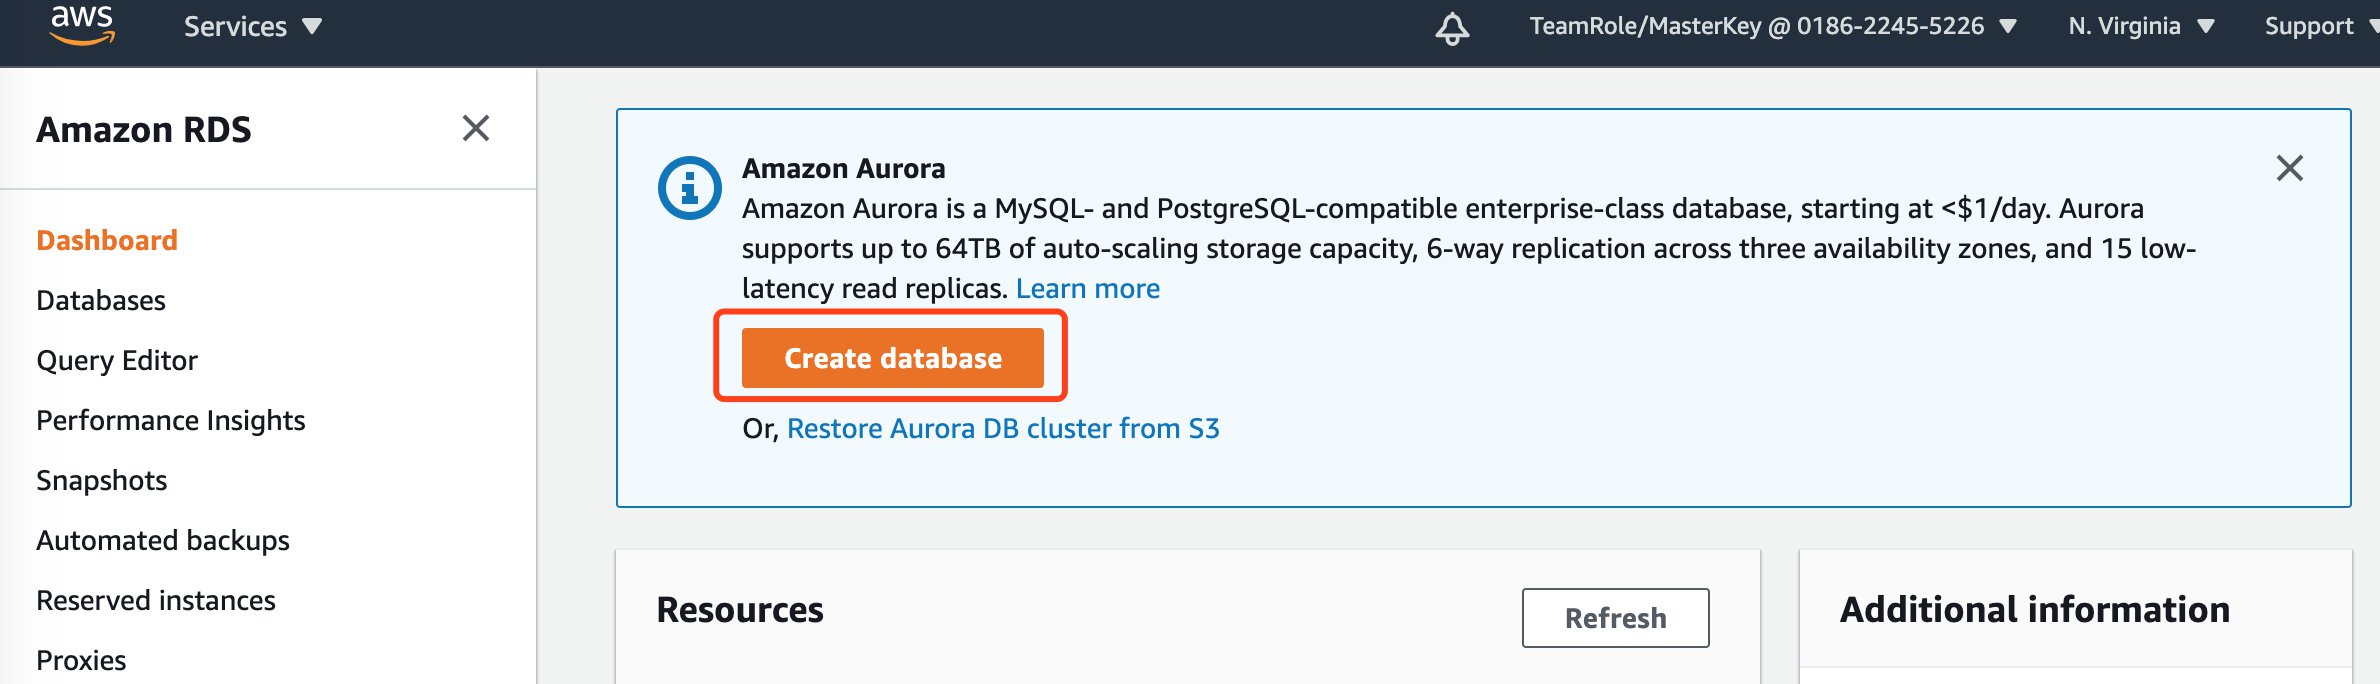 aws
Services
TeamRole/MasterKey @ 0186-2245-5226
N. Virginia
Support
Amazon RDS
Dashboard
Databases
Query Editor
Performance Insights
Snapshots
Automated backups
Reserved instances
Proxies
Amazon Aurora
Amazon Aurora is a MySQL- and PostgreSQL-compatible enterprise-class database, starting at <$1/day. Aurora
supports up to 64TB of auto-scaling storage capacity, 6-way replication across three availability zones, and 15 low-
latency read replicas. Learn more
Create database
Or, Restore Aurora DB cluster from S3
Resources
Refresh
Additional information